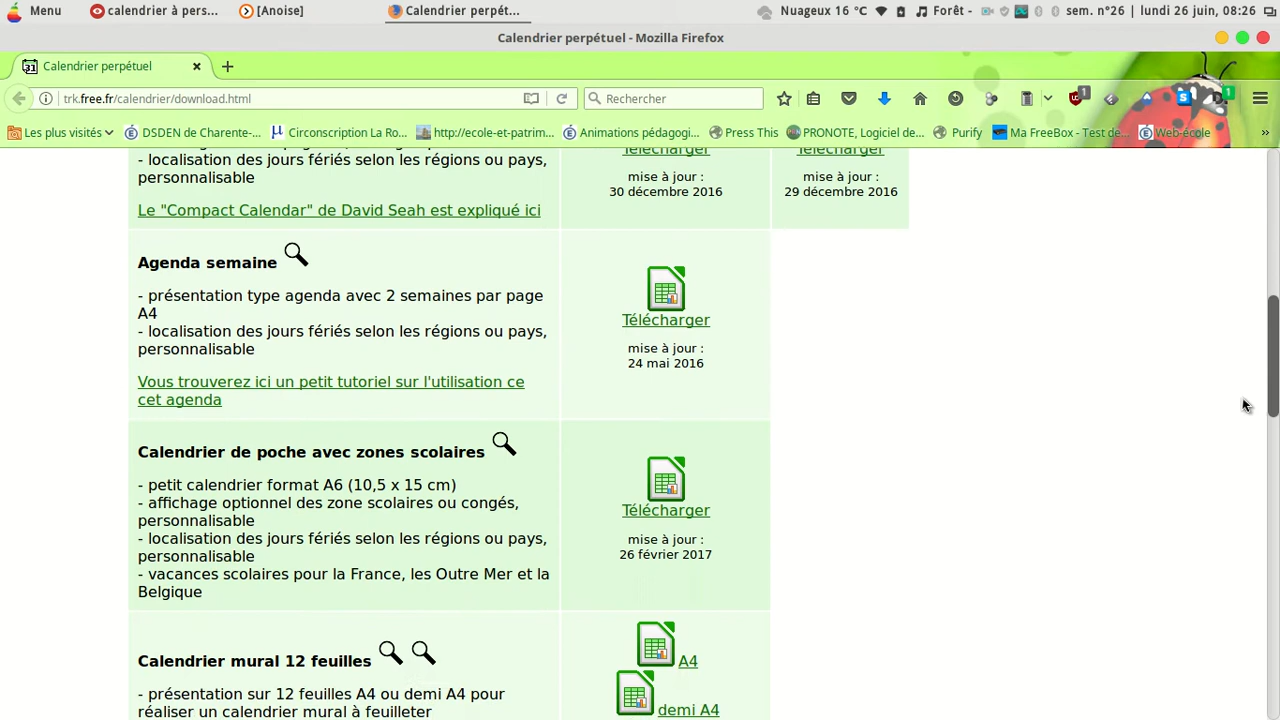 Menu
calendrier à pers...
[Anoise]
Calendrier perpét...
Nuageux 16 °C
Forêt -
sem. n°26 | lundi 26 juin, 08:26
Calendrier perpétuel - Mozilla Firefox
31 Calendrier perpétuel
trk.free.fr/calendrier/download.html
Rechercher
1
1
Les plus visités
DSDEN de Charente-...
Circonscription La Ro...
http://ecole-et-patrim...
Animations pédagogi...
Press This
PRONOTE, Logiciel de...
Purify
Ma FreeBox - Test de...
Web-école
Télécharger
Télécharger
- localisation des jours fériés selon les régions ou pays,
personnalisable
mise à jour :
30 décembre 2016
mise à jour :
29 décembre 2016
Le "Compact Calendar" de David Seah est expliqué ici
Agenda semaine
- présentation type agenda avec 2 semaines par page
A4
- localisation des jours fériés selon les régions ou pays,
personnalisable
Vous trouverez ici un petit tutoriel sur l'utilisation ce
cet agenda
Télécharger
mise à jour :
24 mai 2016
Calendrier de poche avec zones scolaires
- petit calendrier format A6 (10,5 x 15 cm)
- affichage optionnel des zone scolaires ou congés,
personnalisable
- localisation des jours fériés selon les régions ou pays,
personnalisable
- vacances scolaires pour la France, les Outre Mer et la
Belgique
Télécharger
mise à jour :
26 février 2017
Calendrier mural 12 feuilles
- présentation sur 12 feuilles A4 ou demi A4 pour
réaliser un calendrier mural à feuilleter
A4
demi A4